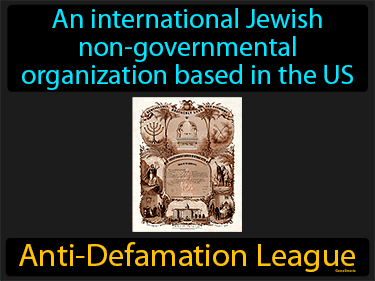 An international Jewish
non-governmental
organization based in the US
Anti-Defamation League